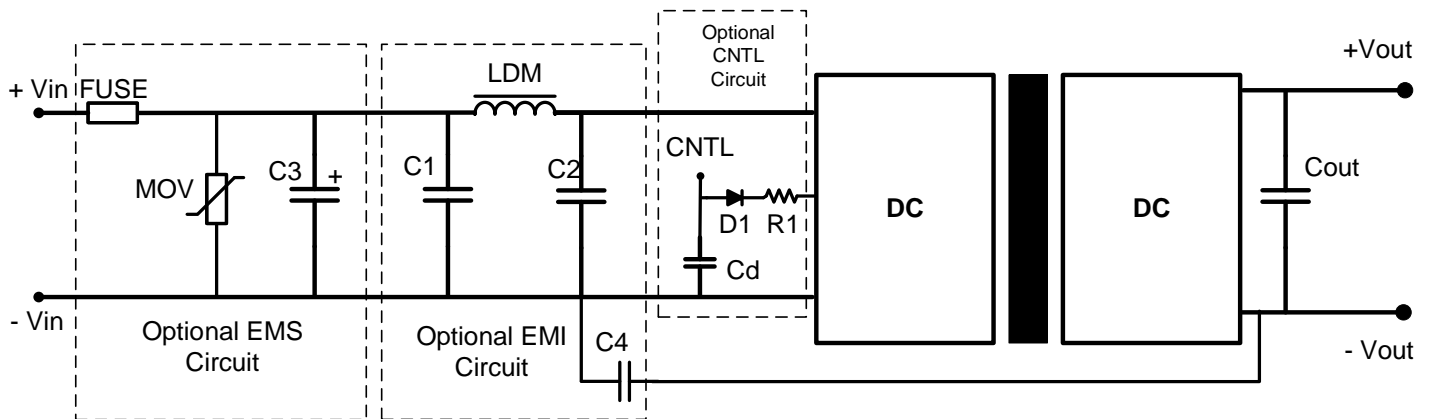 Optional
CNTL
Circuit
+Vout
LDM
+ Vin FUSE
CNTL
C3
+
C1
C2
MOV
Cout
DC
DC
D1 R1
Cd
- Vin
Optional EMS
Circuit
Optional EMI
Circuit
C4
- Vout